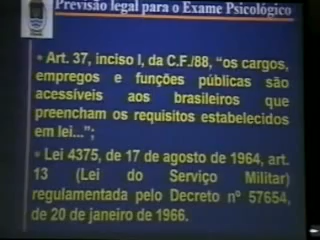 Previsão legal para o Exame Psicológico
• Art. 37, inciso I, da C.F./88, “os cargos,
empregos e funções públicas são
acessíveis aos brasileiros que
preencham os requisitos estabelecidos
em lei...”;
• Lei 4375, de 17 de agosto de 1964, art.
13 (Lei do Serviço Militar)
regulamentada pelo Decreto nº 57654,
de 20 de janeiro de 1966.